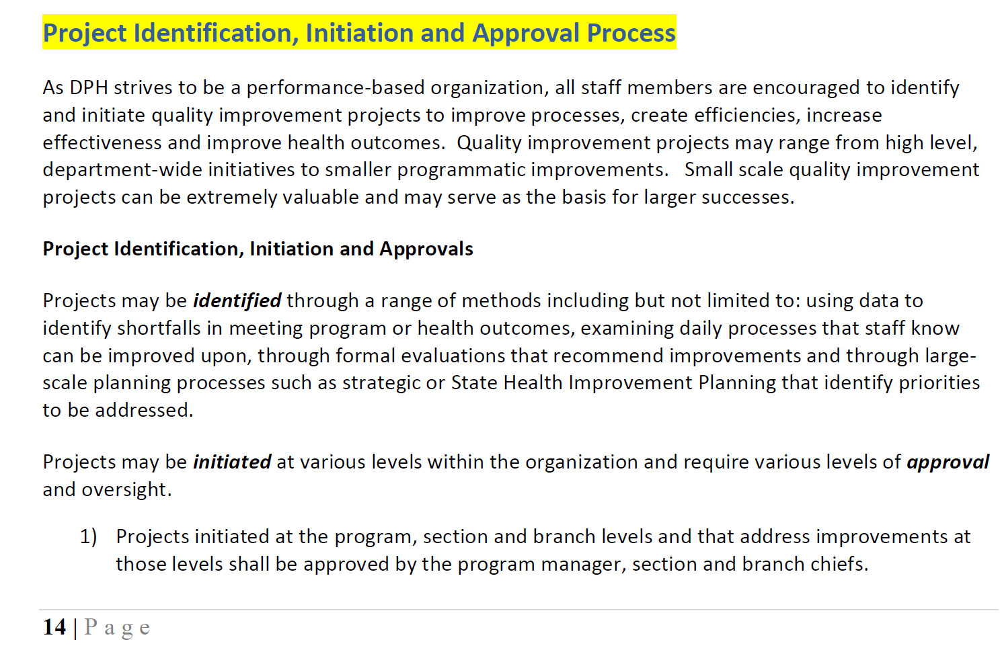 Project Identification, Initiation and Approval Process
As DPH strives to be a performance-based organization, all staff members are encouraged to identify
and initiate quality improvement projects to improve processes, create efficiencies, increase
effectiveness and improve health outcomes.  Quality improvement projects may range from high level,
department-wide initiatives to smaller programmatic improvements.   Small scale quality improvement
projects can be extremely valuable and may serve as the basis for larger successes.
Project Identification, Initiation and Approvals
Projects may be identified through a range of methods including but not limited to: using data to
identify shortfalls in meeting program or health outcomes, examining daily processes that staff know
can be improved upon, through formal evaluations that recommend improvements and through large-
scale planning processes such as strategic or State Health Improvement Planning that identify priorities
to be addressed.
Projects may be initiated at various levels within the organization and require various levels of approval
and oversight.
1) Projects initiated at the program, section and branch levels and that address improvements at
those levels shall be approved by the program manager, section and branch chiefs.
14 | P a g e